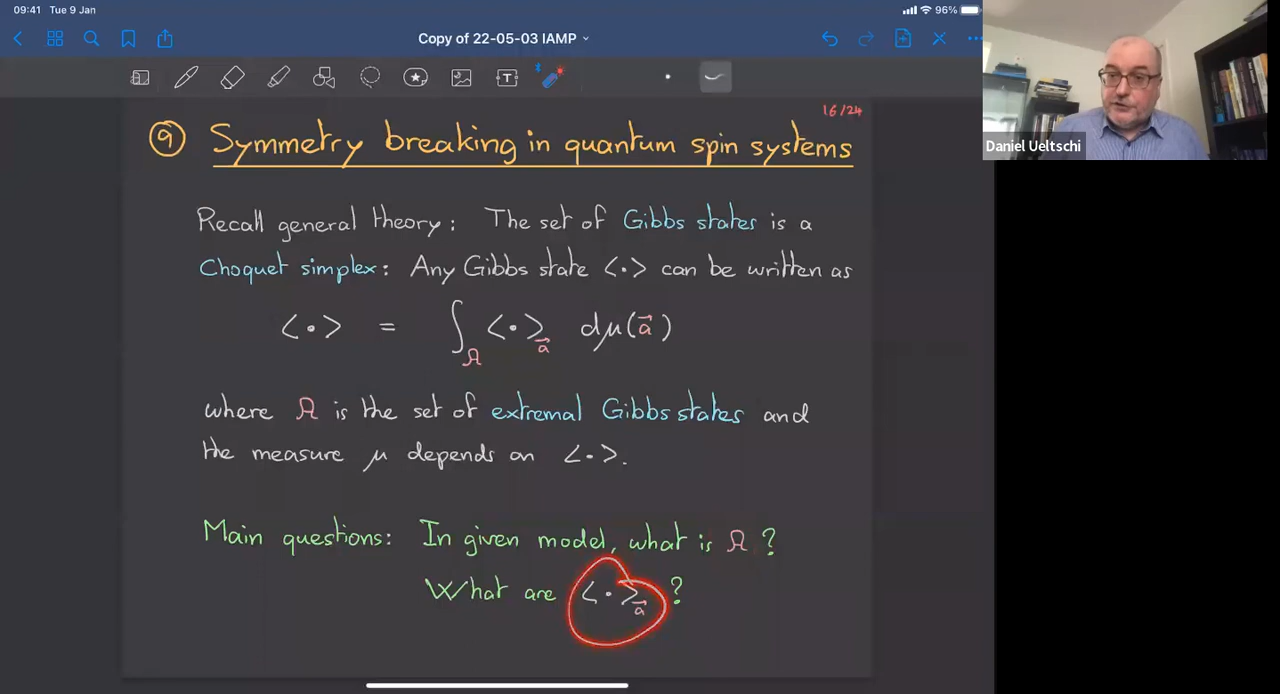 09:41 Tue 9 Jan
96%
Copy of 22-05-03 IAMP
T
16/24
⑨ Symmetry breaking in quantum spin systems
Daniel Ueltschi
Recall general theory: The set of Gibbs states is a
Choquet simplex: Any Gibbs state <·> can be written as
<·> = ∫_Ω <·>_a⃗ dμ(a⃗)
where Ω is the set of extremal Gibbs states and
the measure μ depends on <·>.
Main questions: In given model, what is Ω?
What are <·>_a⃗ ?